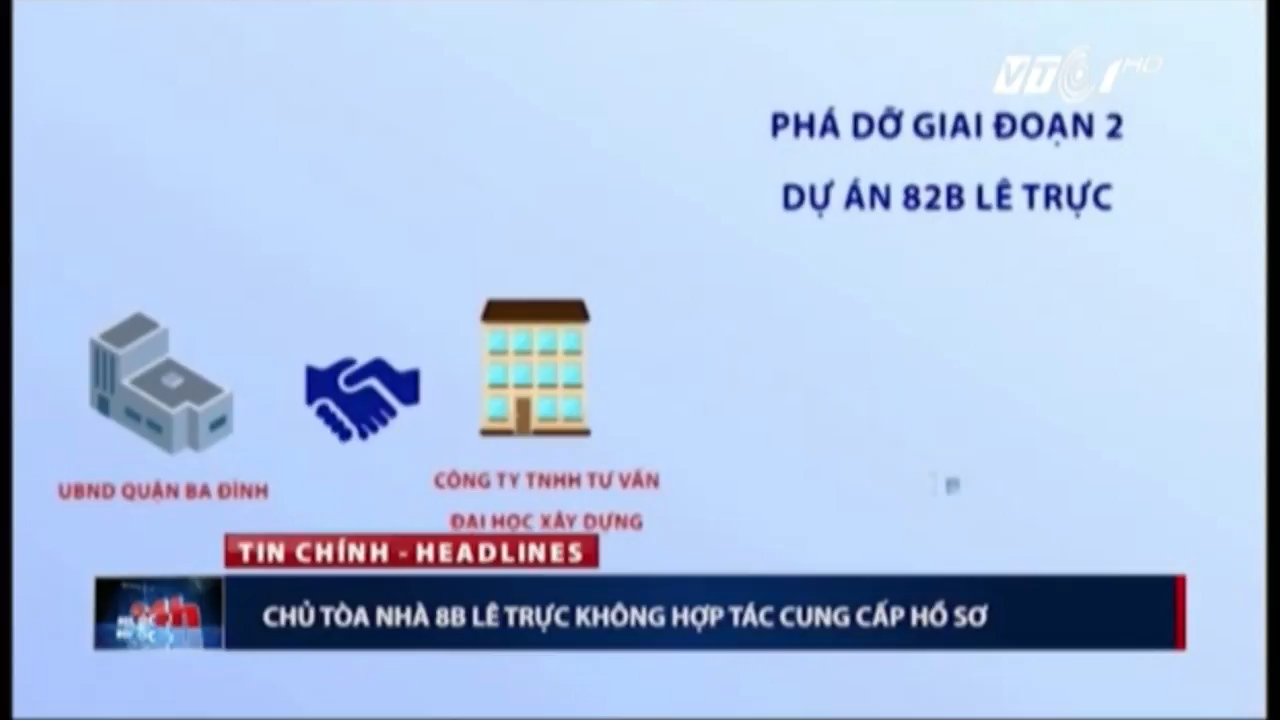 VTC1 HD
PHÁ DỠ GIAI ĐOẠN 2
DỰ ÁN 82B LÊ TRỰC
UBND QUẬN BA ĐÌNH
CÔNG TY TNHH TƯ VẤN
ĐẠI HỌC XÂY DỰNG
TIN CHÍNH - HEADLINES
CHỦ TÒA NHÀ 8B LÊ TRỰC KHÔNG HỢP TÁC CUNG CẤP HỒ SƠ